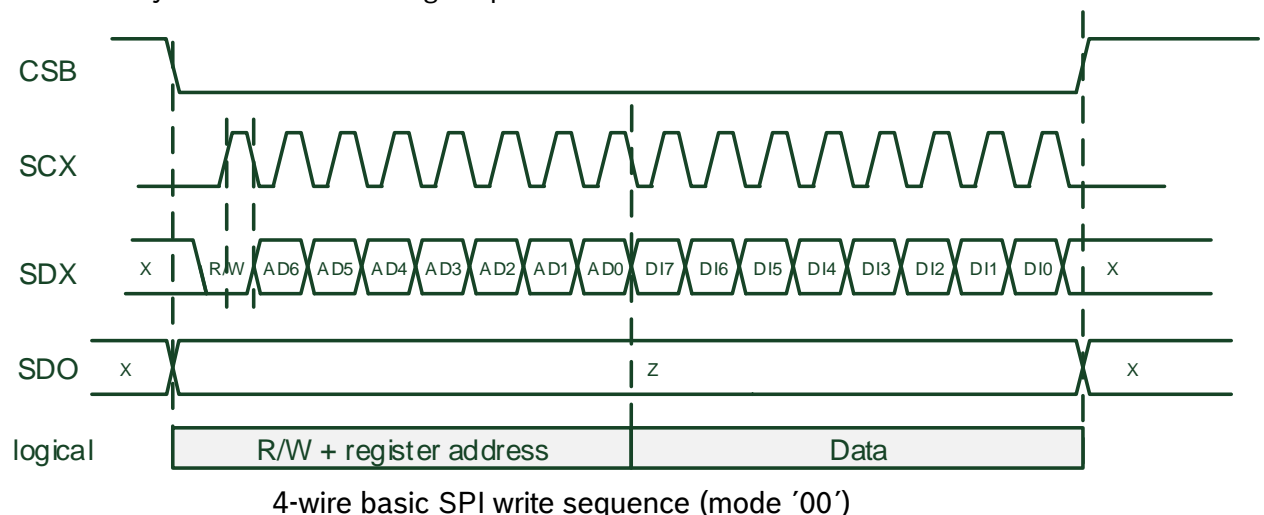 CSB
SCX
SDX X R/W AD6 AD5 AD4 AD3 AD2 AD1 AD0 DI7 DI6 DI5 DI4 DI3 DI2 DI1 DI0 X
SDO X Z X
logical R/W + register address Data
4-wire basic SPI write sequence (mode ´00´)